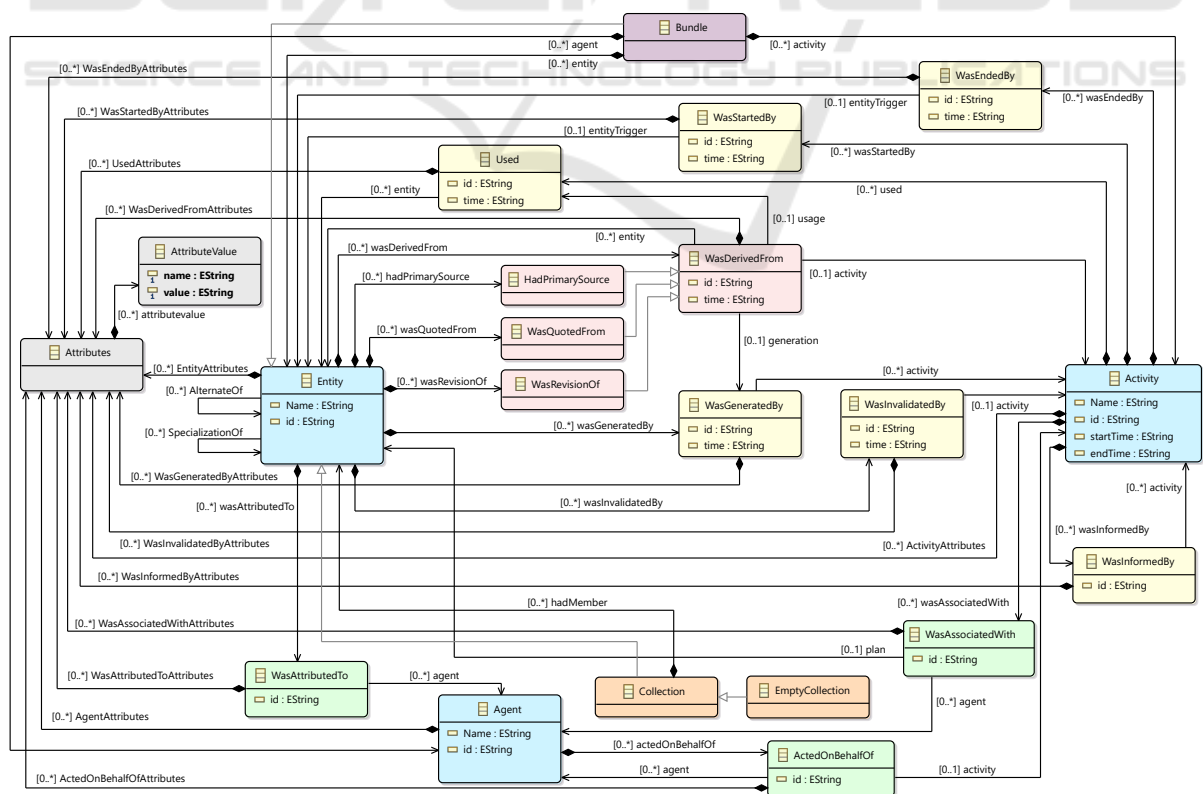 Bundle
[0..*] agent
[0..*] activity
[0..*] entity
SCIENCE AND TECHNOLOGY PUBLICATIONS
[0..*] WasEndedByAttributes
WasEndedBy
id : EString
time : EString
[0..1] entityTrigger
[0..*] wasEndedBy
[0..*] WasStartedByAttributes
WasStartedBy
id : EString
time : EString
[0..1] entityTrigger
[0..*] wasStartedBy
[0..*] UsedAttributes
Used
id : EString
time : EString
[0..*] entity
[0..*] used
[0..*] WasDerivedFromAttributes
[0..1] usage
[0..*] entity
AttributeValue
name : EString
value : EString
[0..*] wasDerivedFrom
WasDerivedFrom
id : EString
time : EString
[0..1] activity
[0..*] hadPrimarySource
HadPrimarySource
[0..*] attributevalue
[0..*] wasQuotedFrom
WasQuotedFrom
[0..1] generation
Attributes
[0..*] EntityAttributes
Entity
Name : EString
id : EString
[0..*] wasRevisionOf
WasRevisionOf
[0..*] activity
Activity
Name : EString
id : EString
startTime : EString
endTime : EString
[0..*] AlternateOf
WasGeneratedBy
id : EString
time : EString
WasInvalidatedBy
id : EString
time : EString
[0..1] activity
[0..*] SpecializationOf
[0..*] wasGeneratedBy
[0..*] WasGeneratedByAttributes
[0..*] activity
[0..*] wasAttributedTo
[0..*] wasInvalidatedBy
[0..*] wasInformedBy
[0..*] WasInvalidatedByAttributes
[0..*] ActivityAttributes
WasInformedBy
id : EString
[0..*] WasInformedByAttributes
[0..*] hadMember
[0..*] wasAssociatedWith
[0..*] WasAssociatedWithAttributes
WasAssociatedWith
id : EString
[0..1] plan
[0..*] WasAttributedToAttributes
WasAttributedTo
id : EString
[0..*] agent
Collection
EmptyCollection
[0..*] agent
[0..*] AgentAttributes
Agent
Name : EString
id : EString
[0..*] actedOnBehalfOf
ActedOnBehalfOf
id : EString
[0..*] agent
[0..1] activity
[0..*] ActedOnBehalfOfAttributes